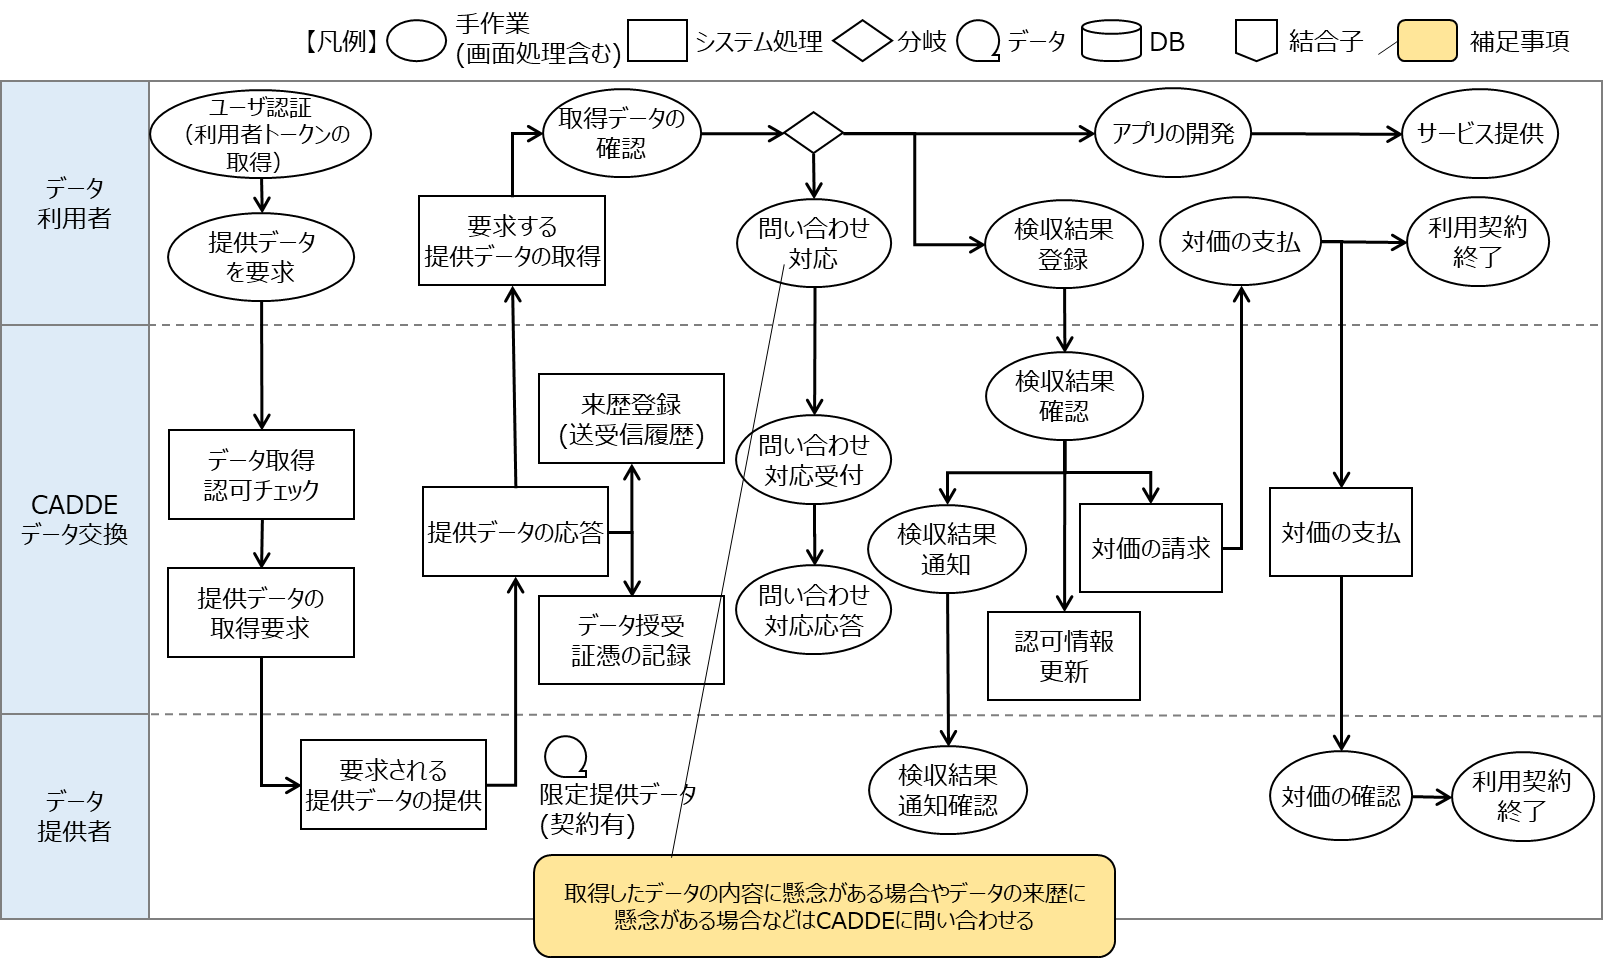 【凡例】
手作業
(画面処理含む)
システム処理
分岐
データ
DB
結合子
補足事項
データ
利用者
ユーザ認証
（利用者トークンの
取得）
提供データ
を要求
要求する
提供データの取得
取得データの
確認
問い合わせ
対応
検収結果
登録
アプリの開発
サービス提供
対価の支払
利用契約
終了
CADDE
データ交換
データ取得
認可チェック
提供データの
取得要求
提供データの応答
来歴登録
(送受信履歴)
データ授受
証憑の記録
問い合わせ
対応受付
問い合わせ
対応応答
検収結果
確認
検収結果
通知
認可情報
更新
対価の請求
対価の支払
データ
提供者
要求される
提供データの提供
限定提供データ
(契約有)
検収結果
通知確認
対価の確認
利用契約
終了
取得したデータの内容に懸念がある場合やデータの来歴に
懸念がある場合などはCADDEに問い合わせる